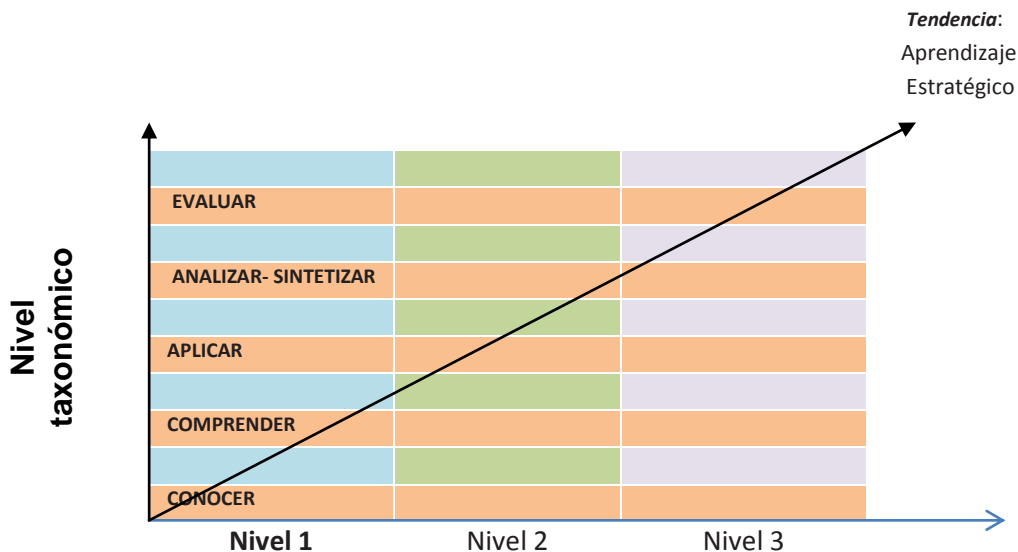 Tendencia:
Aprendizaje
Estratégico
Nivel
taxonómico
EVALUAR
ANALIZAR- SINTETIZAR
APLICAR
COMPRENDER
CONOCER
Nivel 1
Nivel 2
Nivel 3